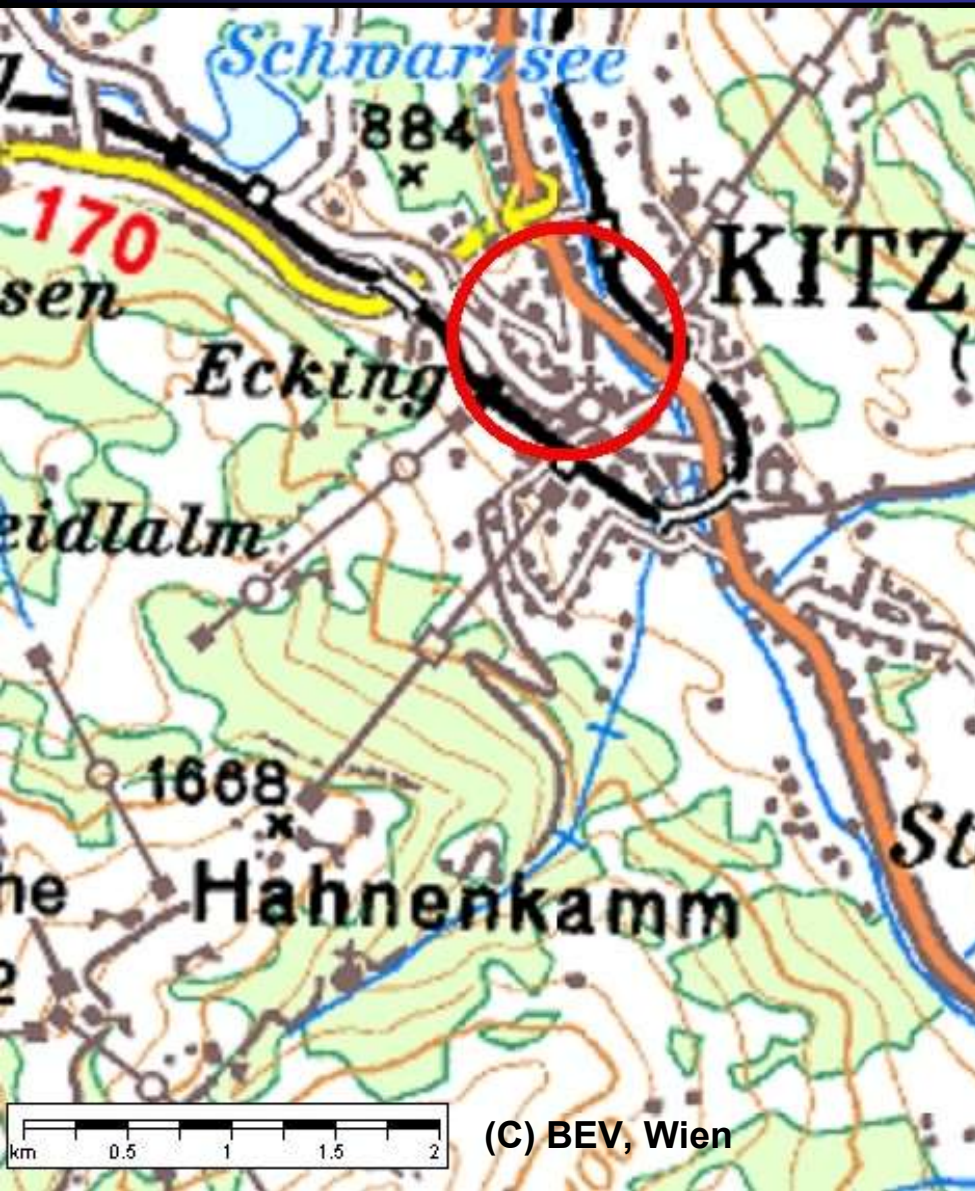 g
Schwarzsee
884
170
KITZ
sen
(
Ecking
eidlalm
1668
St
he
Hahnenkamm
2
km 0.5 1 1.5 2
(C) BEV, Wien